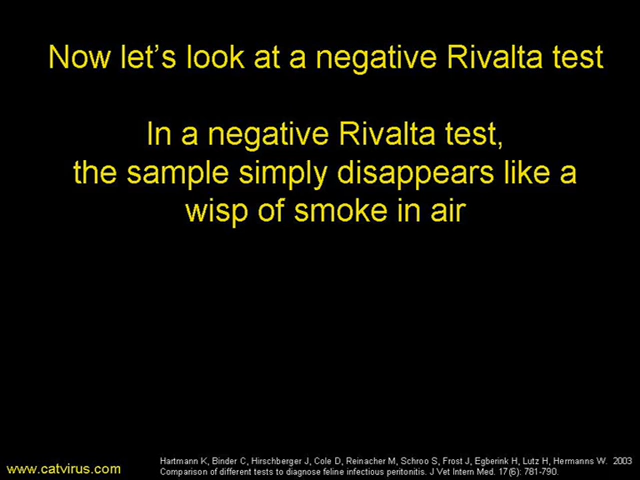 Now let's look at a negative Rivalta test
In a negative Rivalta test,
the sample simply disappears like a
wisp of smoke in air
www.catvirus.com
Hartmann K, Binder C, Hirschberger J, Cole D, Reinacher M, Schroo S, Frost J, Egberink H, Lutz H, Hermanns W. 2003
Comparison of different tests to diagnose feline infectious peritonitis. J Vet Intern Med. 17(6): 781-790.